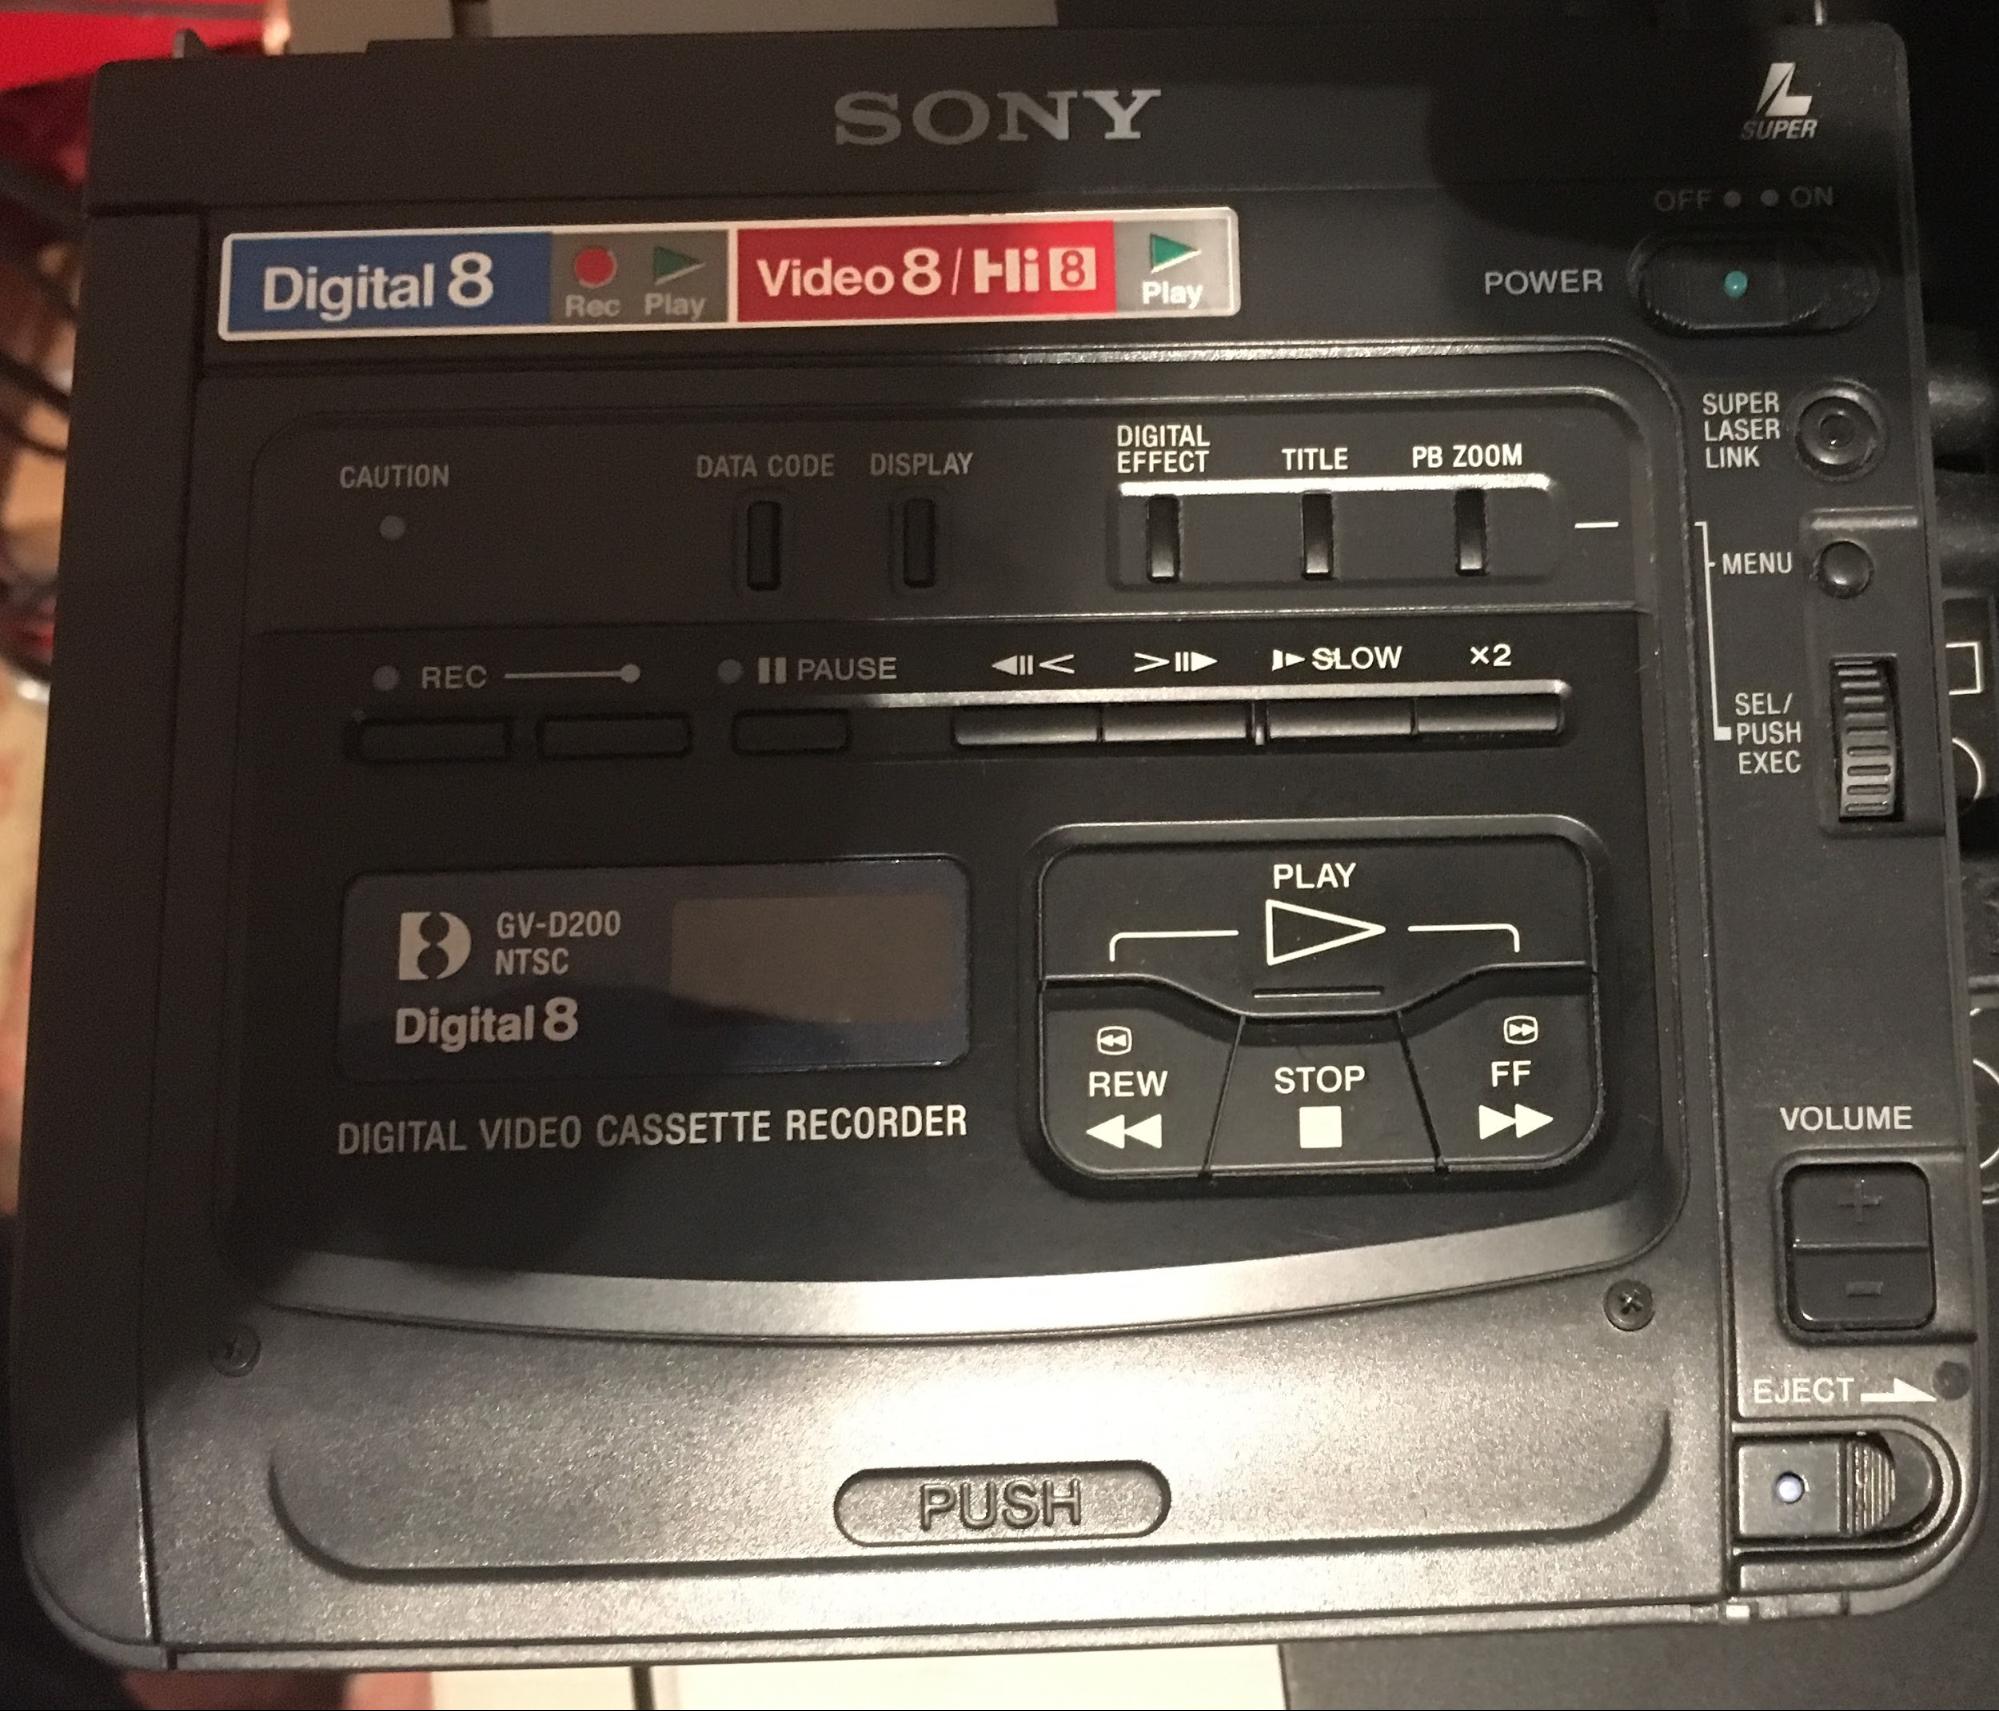 SONY
L
SUPER
OFF ON
POWER
Digital 8
Rec Play
Video 8 / Hi 8
Play
SUPER
LASER
LINK
CAUTION
DATA CODE
DISPLAY
DIGITAL
EFFECT
TITLE
PB ZOOM
MENU
REC
PAUSE
SLOW
×2
SEL/
PUSH
EXEC
GV-D200
NTSC
Digital 8
DIGITAL VIDEO CASSETTE RECORDER
PLAY
REW
STOP
FF
VOLUME
+
-
EJECT
PUSH